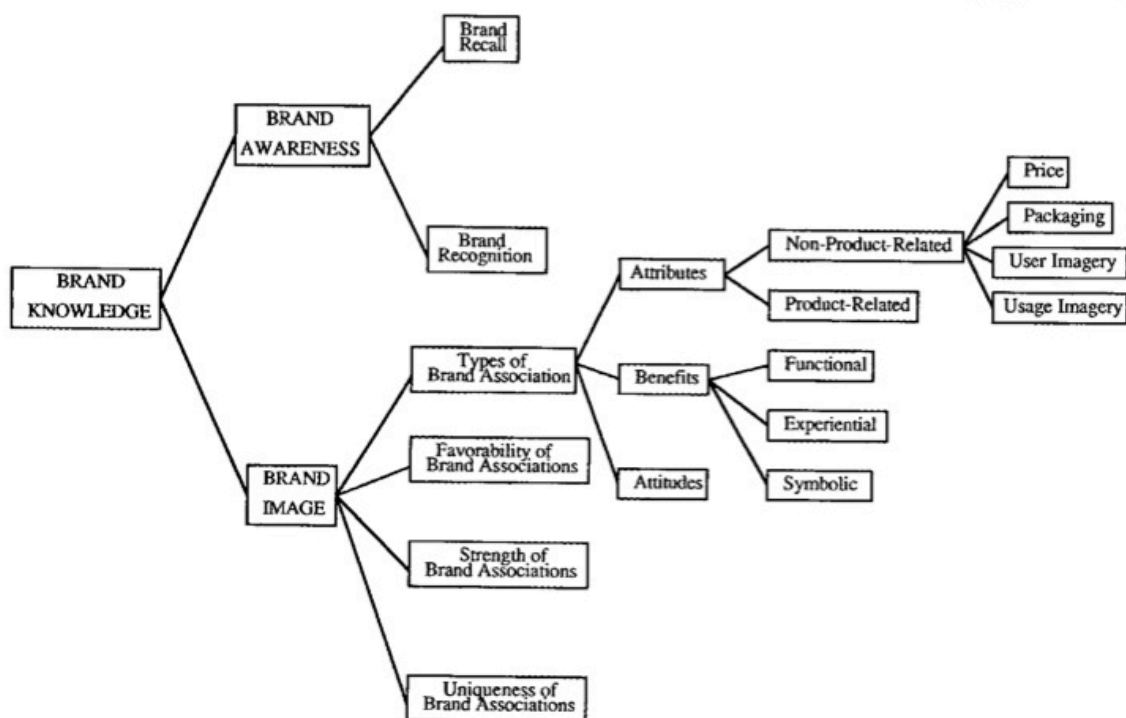 Brand
Recall
BRAND
AWARENESS
Brand
Recognition
BRAND
KNOWLEDGE
BRAND
IMAGE
Types of
Brand Association
Favorability of
Brand Associations
Strength of
Brand Associations
Uniqueness of
Brand Associations
Attributes
Benefits
Attitudes
Non-Product-Related
Product-Related
Functional
Experiential
Symbolic
Price
Packaging
User Imagery
Usage Imagery